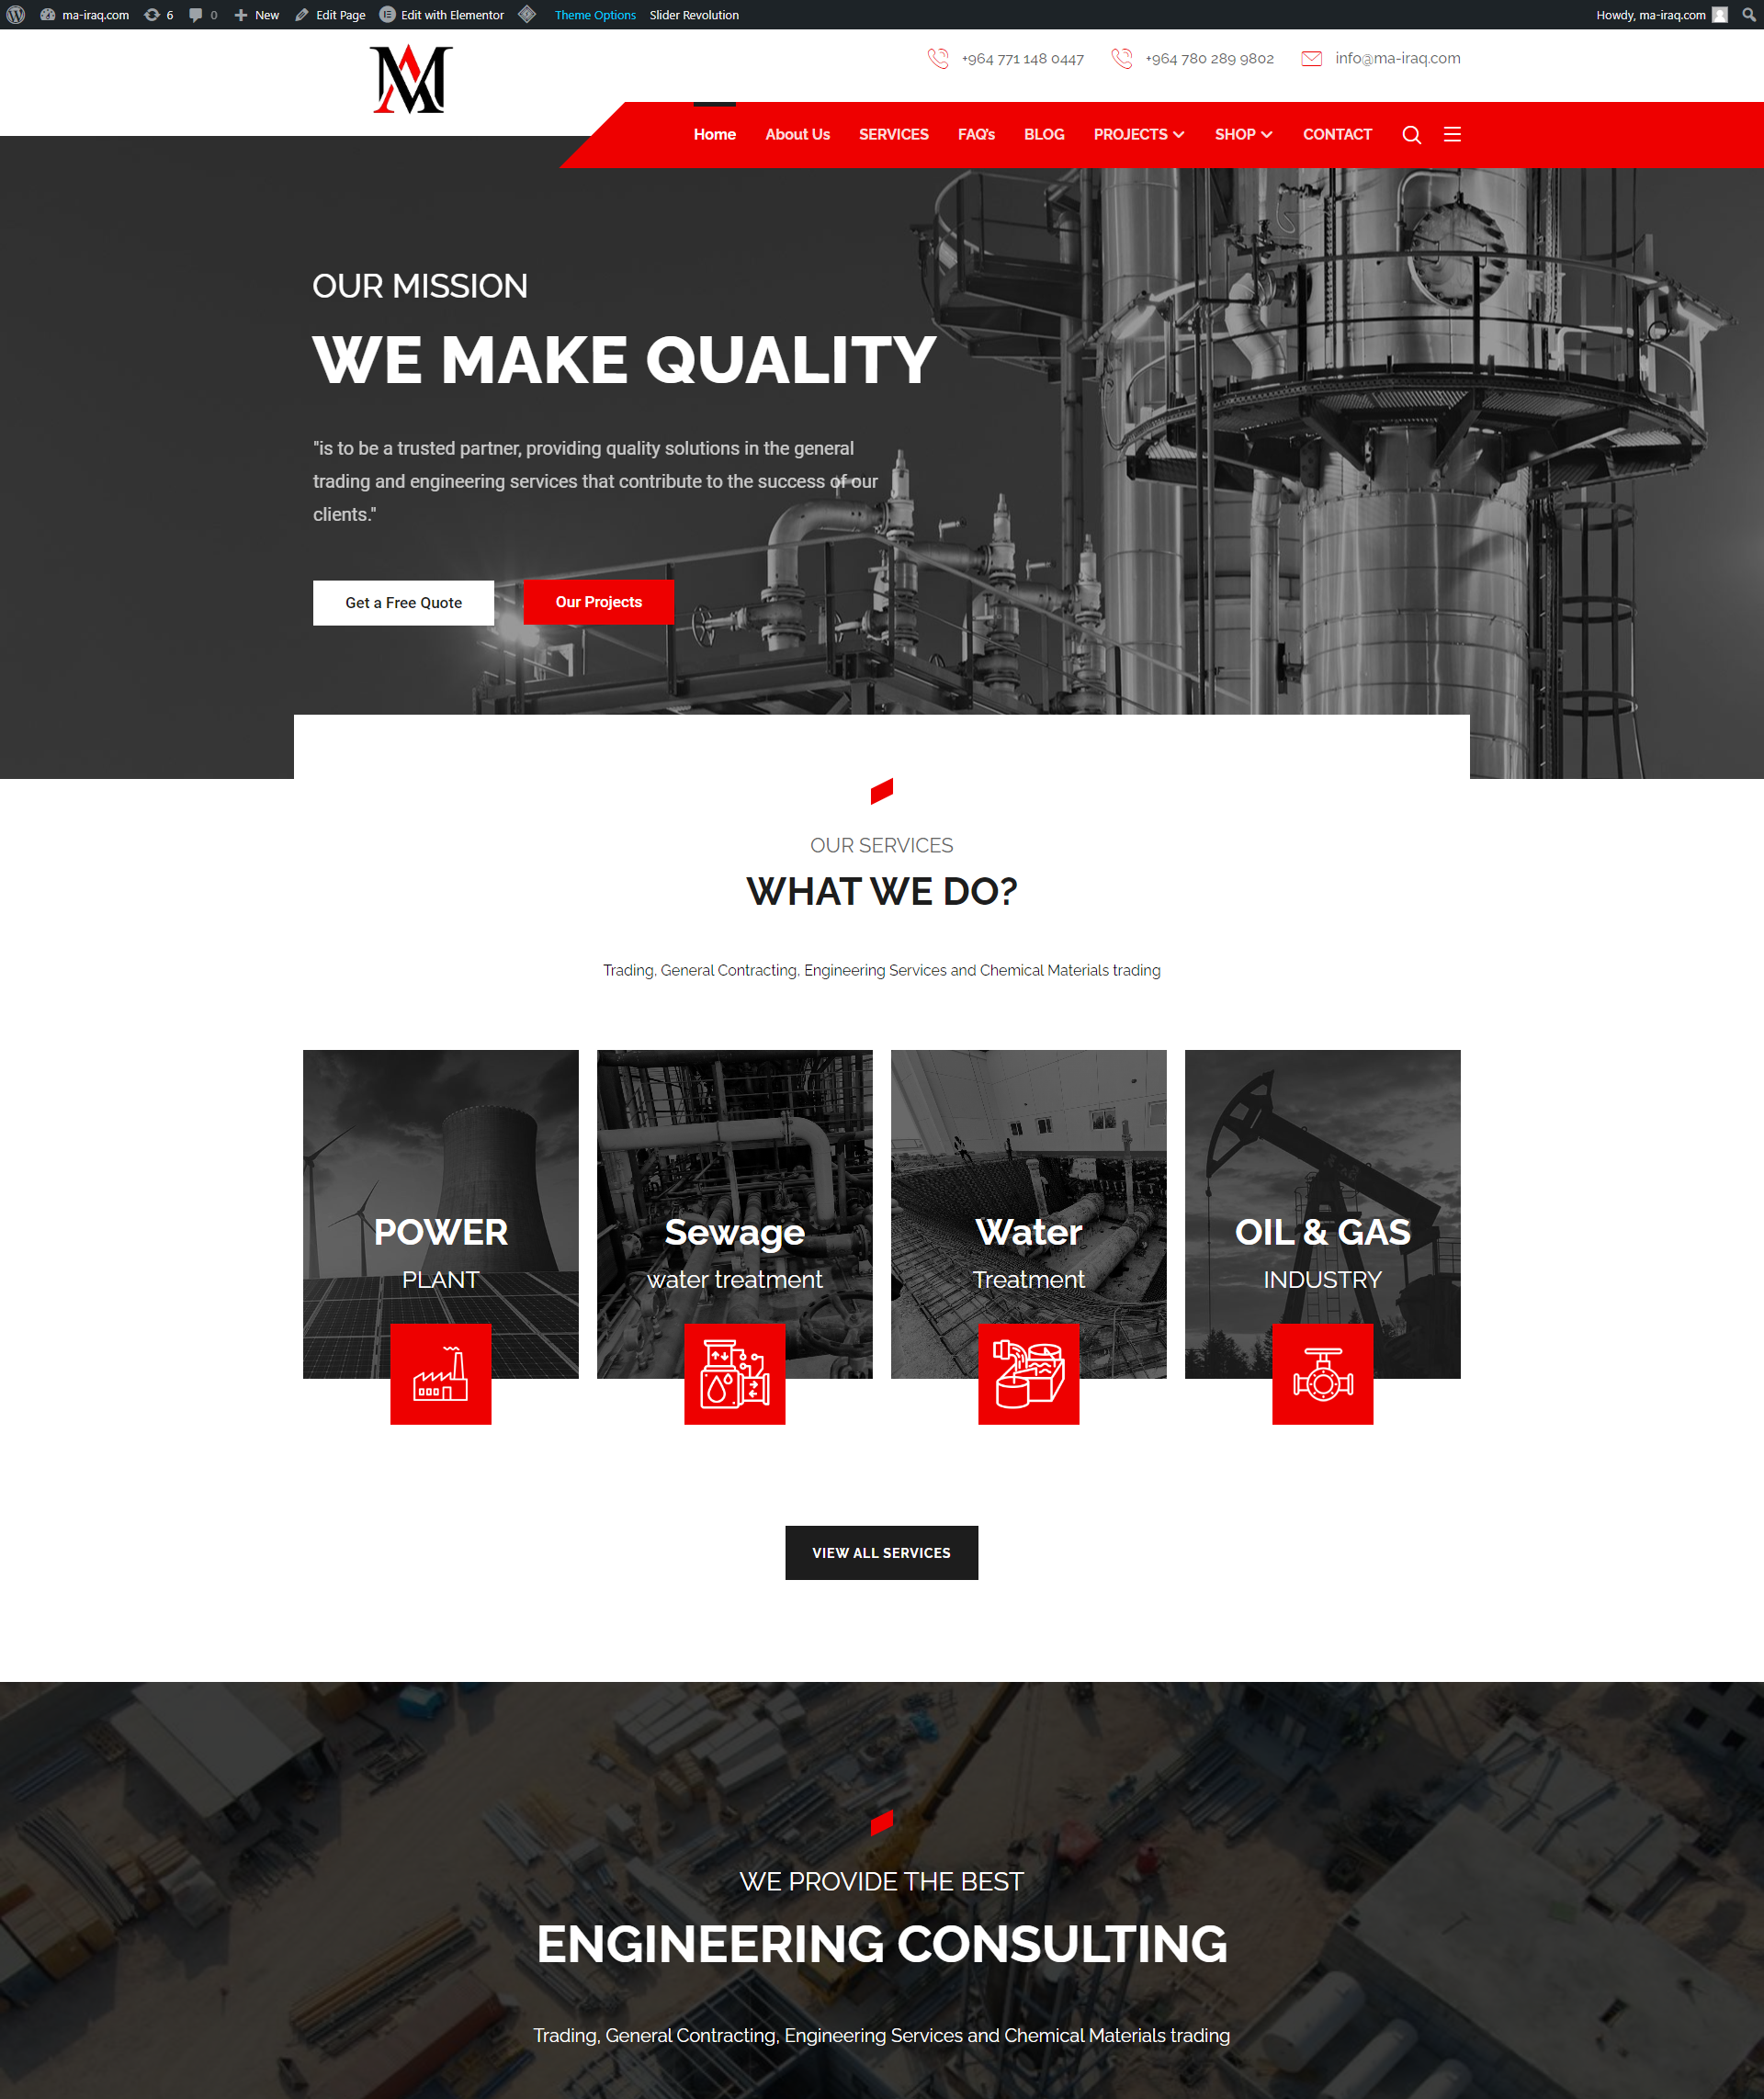 ma-iraq.com 6 0 New Edit Page Edit with Elementor Theme Options Slider Revolution Howdy, ma-iraq.com
MA
+964 771 148 0447 +964 780 289 9802 info@ma-iraq.com
Home About Us SERVICES FAQ's BLOG PROJECTS SHOP CONTACT
OUR MISSION
WE MAKE QUALITY
"is to be a trusted partner, providing quality solutions in the general
trading and engineering services that contribute to the success of our
clients."
Get a Free Quote Our Projects
OUR SERVICES
WHAT WE DO?
Trading, General Contracting, Engineering Services and Chemical Materials trading
POWER
PLANT
Sewage
water treatment
Water
Treatment
OIL & GAS
INDUSTRY
VIEW ALL SERVICES
WE PROVIDE THE BEST
ENGINEERING CONSULTING
Trading, General Contracting, Engineering Services and Chemical Materials trading